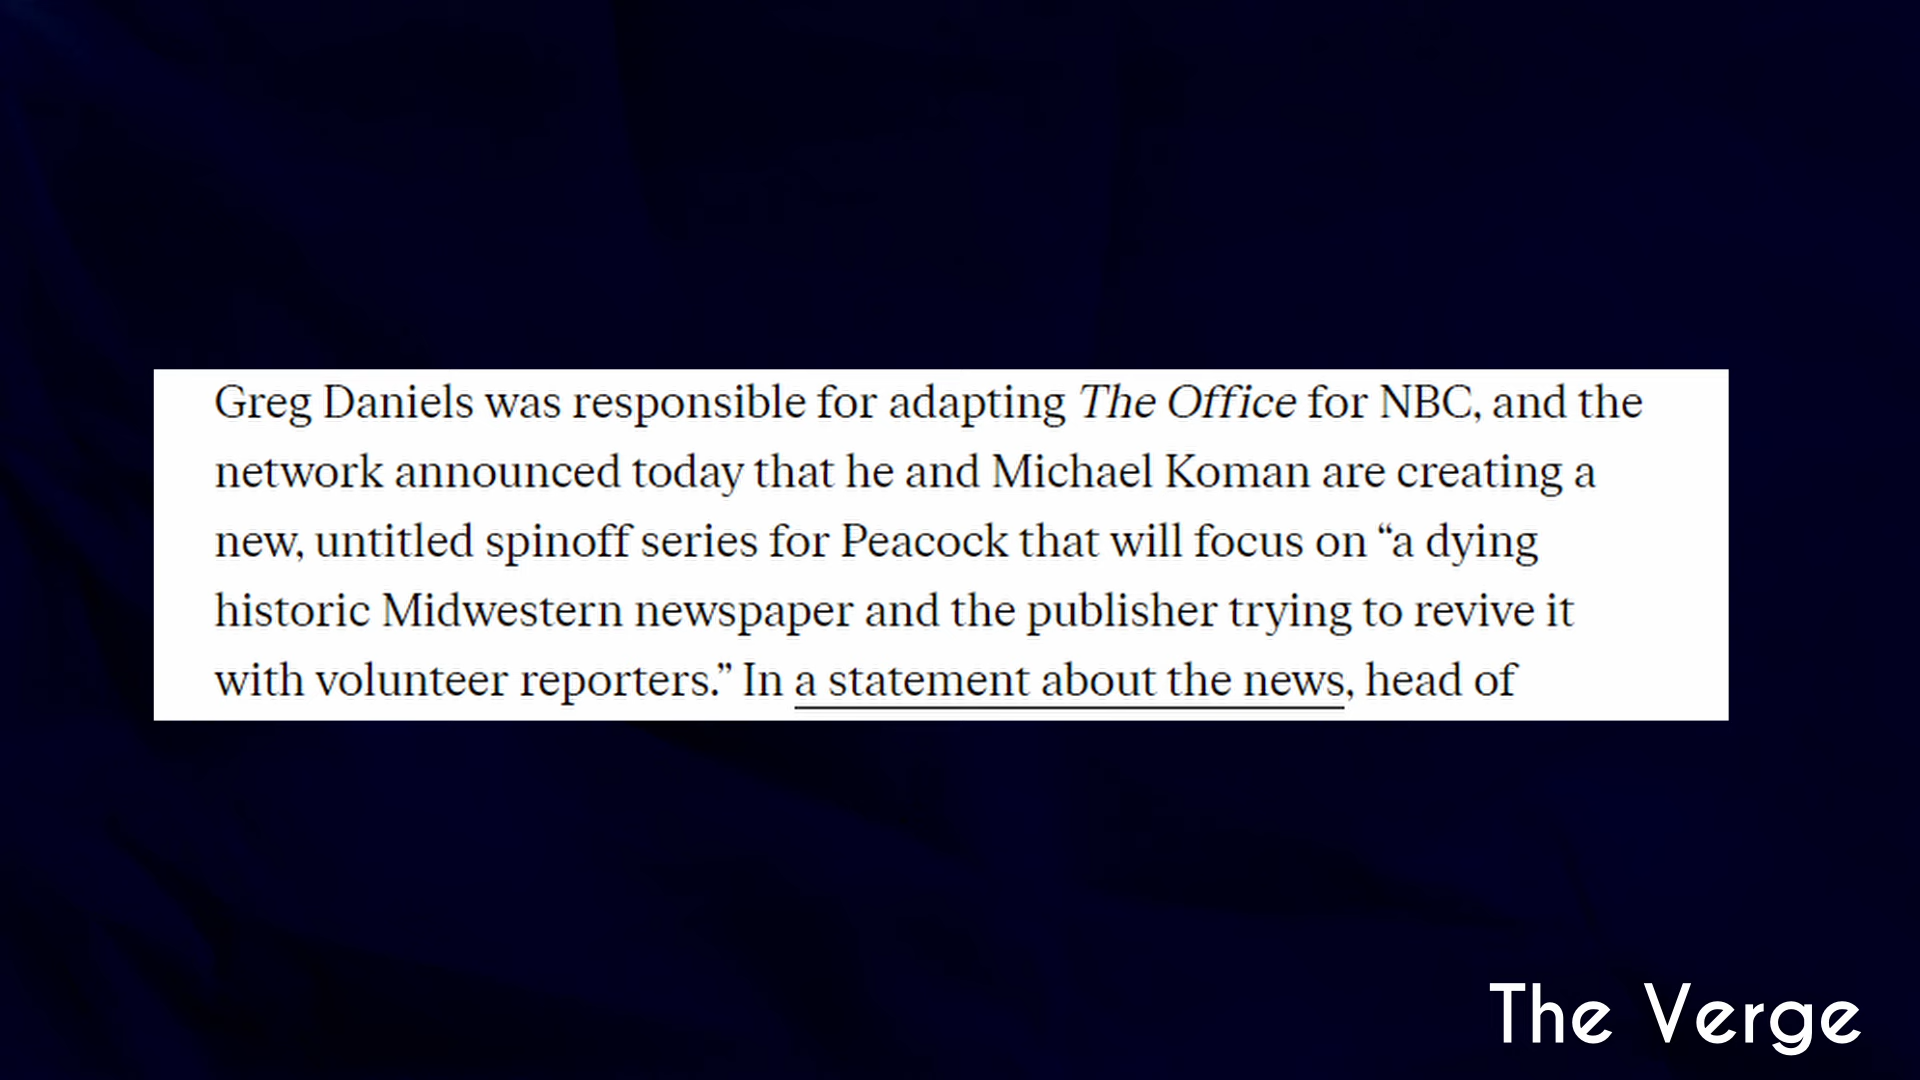 Greg Daniels was responsible for adapting The Office for NBC, and the
network announced today that he and Michael Koman are creating a
new, untitled spinoff series for Peacock that will focus on “a dying
historic Midwestern newspaper and the publisher trying to revive it
with volunteer reporters.” In a statement about the news, head of
The Verge